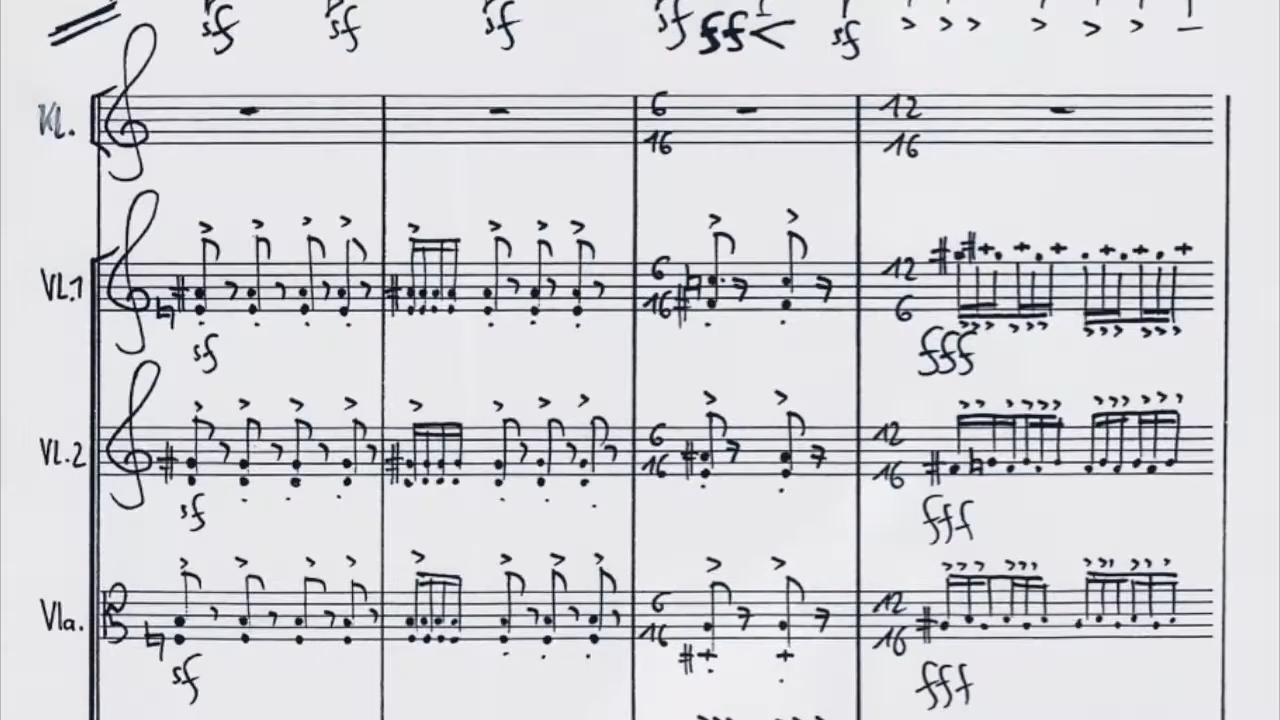 sf sf sf sf fff sf
Kl. 6 16 12 16
VL.1 6 16 12 6
sf fff
VL.2 6 16 12 16
sf fff
Vla. 6 16 12 16
sf fff